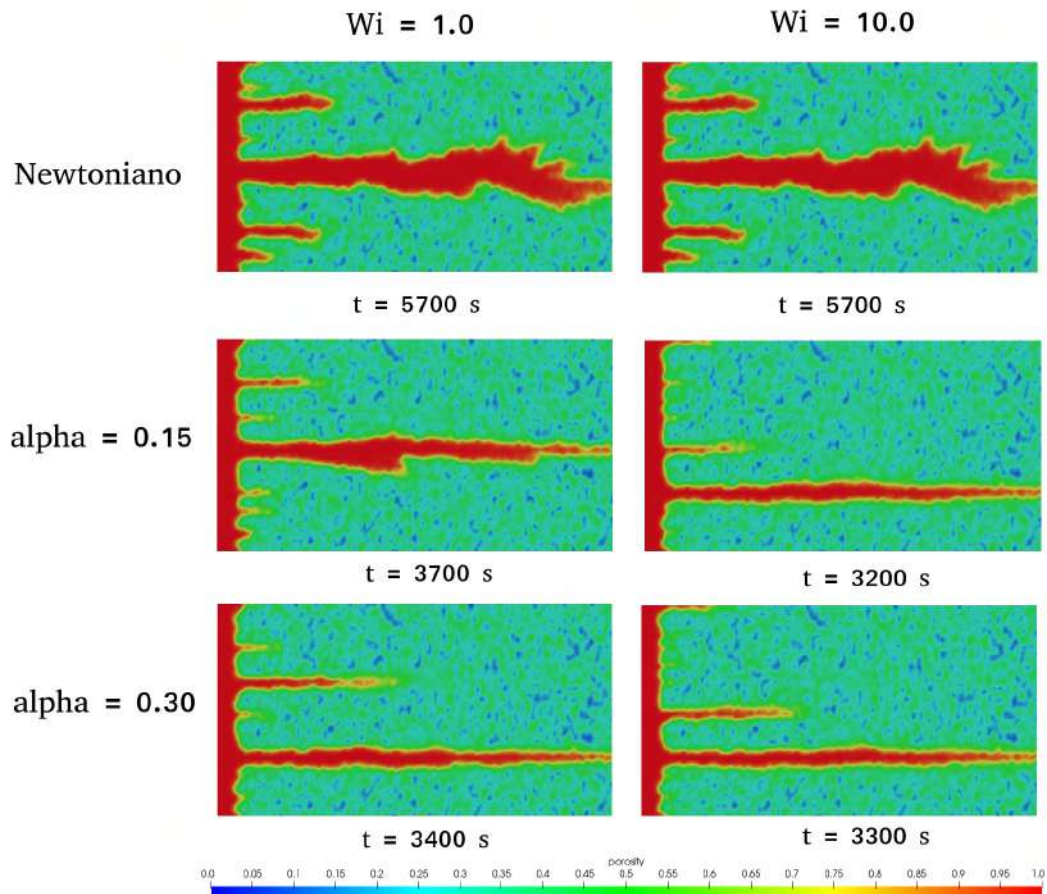 Wi = 1.0 Wi = 10.0
Newtoniano
t = 5700 s t = 5700 s
alpha = 0.15
t = 3700 s t = 3200 s
alpha = 0.30
t = 3400 s t = 3300 s
porosity
0.0 0.05 0.1 0.15 0.2 0.25 0.3 0.35 0.4 0.45 0.5 0.55 0.6 0.65 0.7 0.75 0.8 0.85 0.9 0.95 1.0